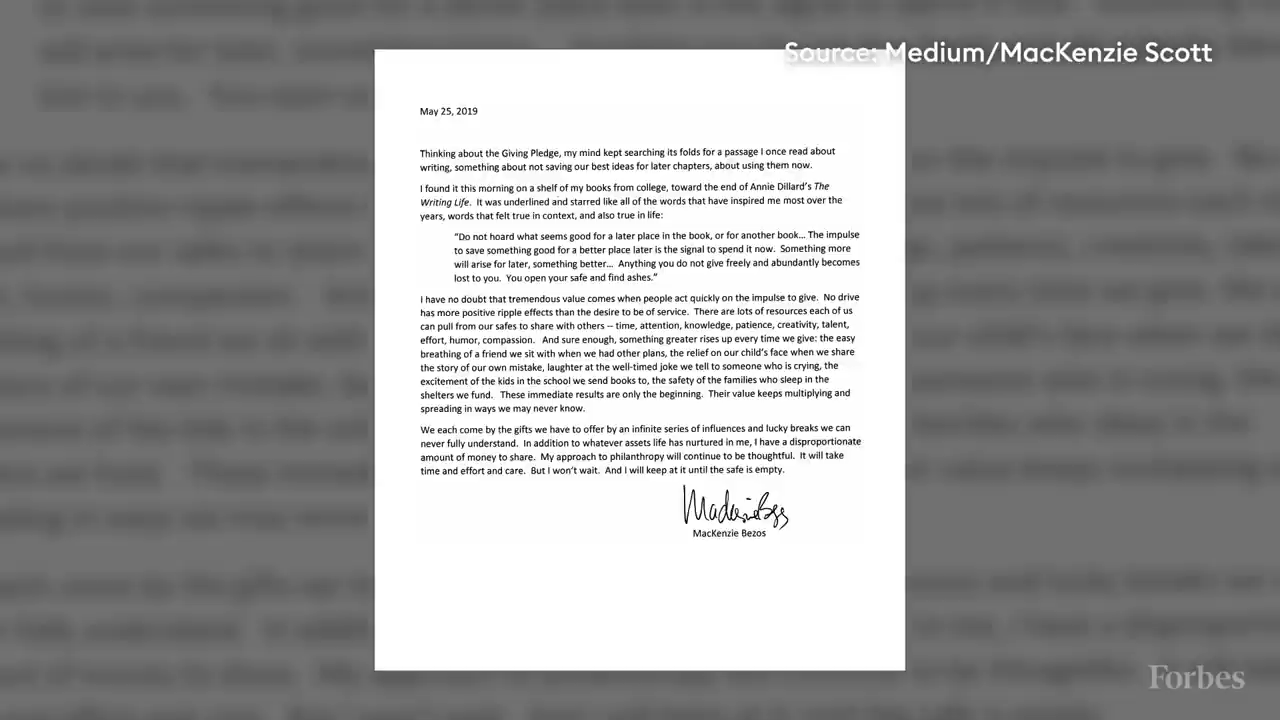 Source: Medium/MacKenzie Scott
May 25, 2019
Thinking about the Giving Pledge, my mind kept searching its folds for a passage I once read about
writing, something about not saving our best ideas for later chapters, about using them now.
I found it this morning on a shelf of my books from college, toward the end of Annie Dillard's The
Writing Life. It was underlined and starred like all of the words that have inspired me most over the
years, words that felt true in context, and also true in life:
"Do not hoard what seems good for a later place in the book, or for another book... The impulse
to save something good for a better place later is the signal to spend it now. Something more
will arise for later, something better... Anything you do not give freely and abundantly becomes
lost to you. You open your safe and find ashes."
I have no doubt that tremendous value comes when people act quickly on the impulse to give. No drive
has more positive ripple effects than the desire to be of service. There are lots of resources each of us
can pull from our safes to share with others -- time, attention, knowledge, patience, creativity, talent,
effort, humor, compassion. And sure enough, something greater rises up every time we give: the easy
breathing of a friend we sit with when we had other plans, the relief on our child's face when we share
the story of our own mistake, laughter at the well-timed joke we tell to someone who is crying, the
excitement of the kids in the school we send books to, the safety of the families who sleep in the
shelters we fund. These immediate results are only the beginning. Their value keeps multiplying and
spreading in ways we may never know.
We each come by the gifts we have to offer by an infinite series of influences and lucky breaks we can
never fully understand. In addition to whatever assets life has nurtured in me, I have a disproportionate
amount of money to share. My approach to philanthropy will continue to be thoughtful. It will take
time and effort and care. But I won't wait. And I will keep at it until the safe is empty.
MacKenzie Bezos
Forbes